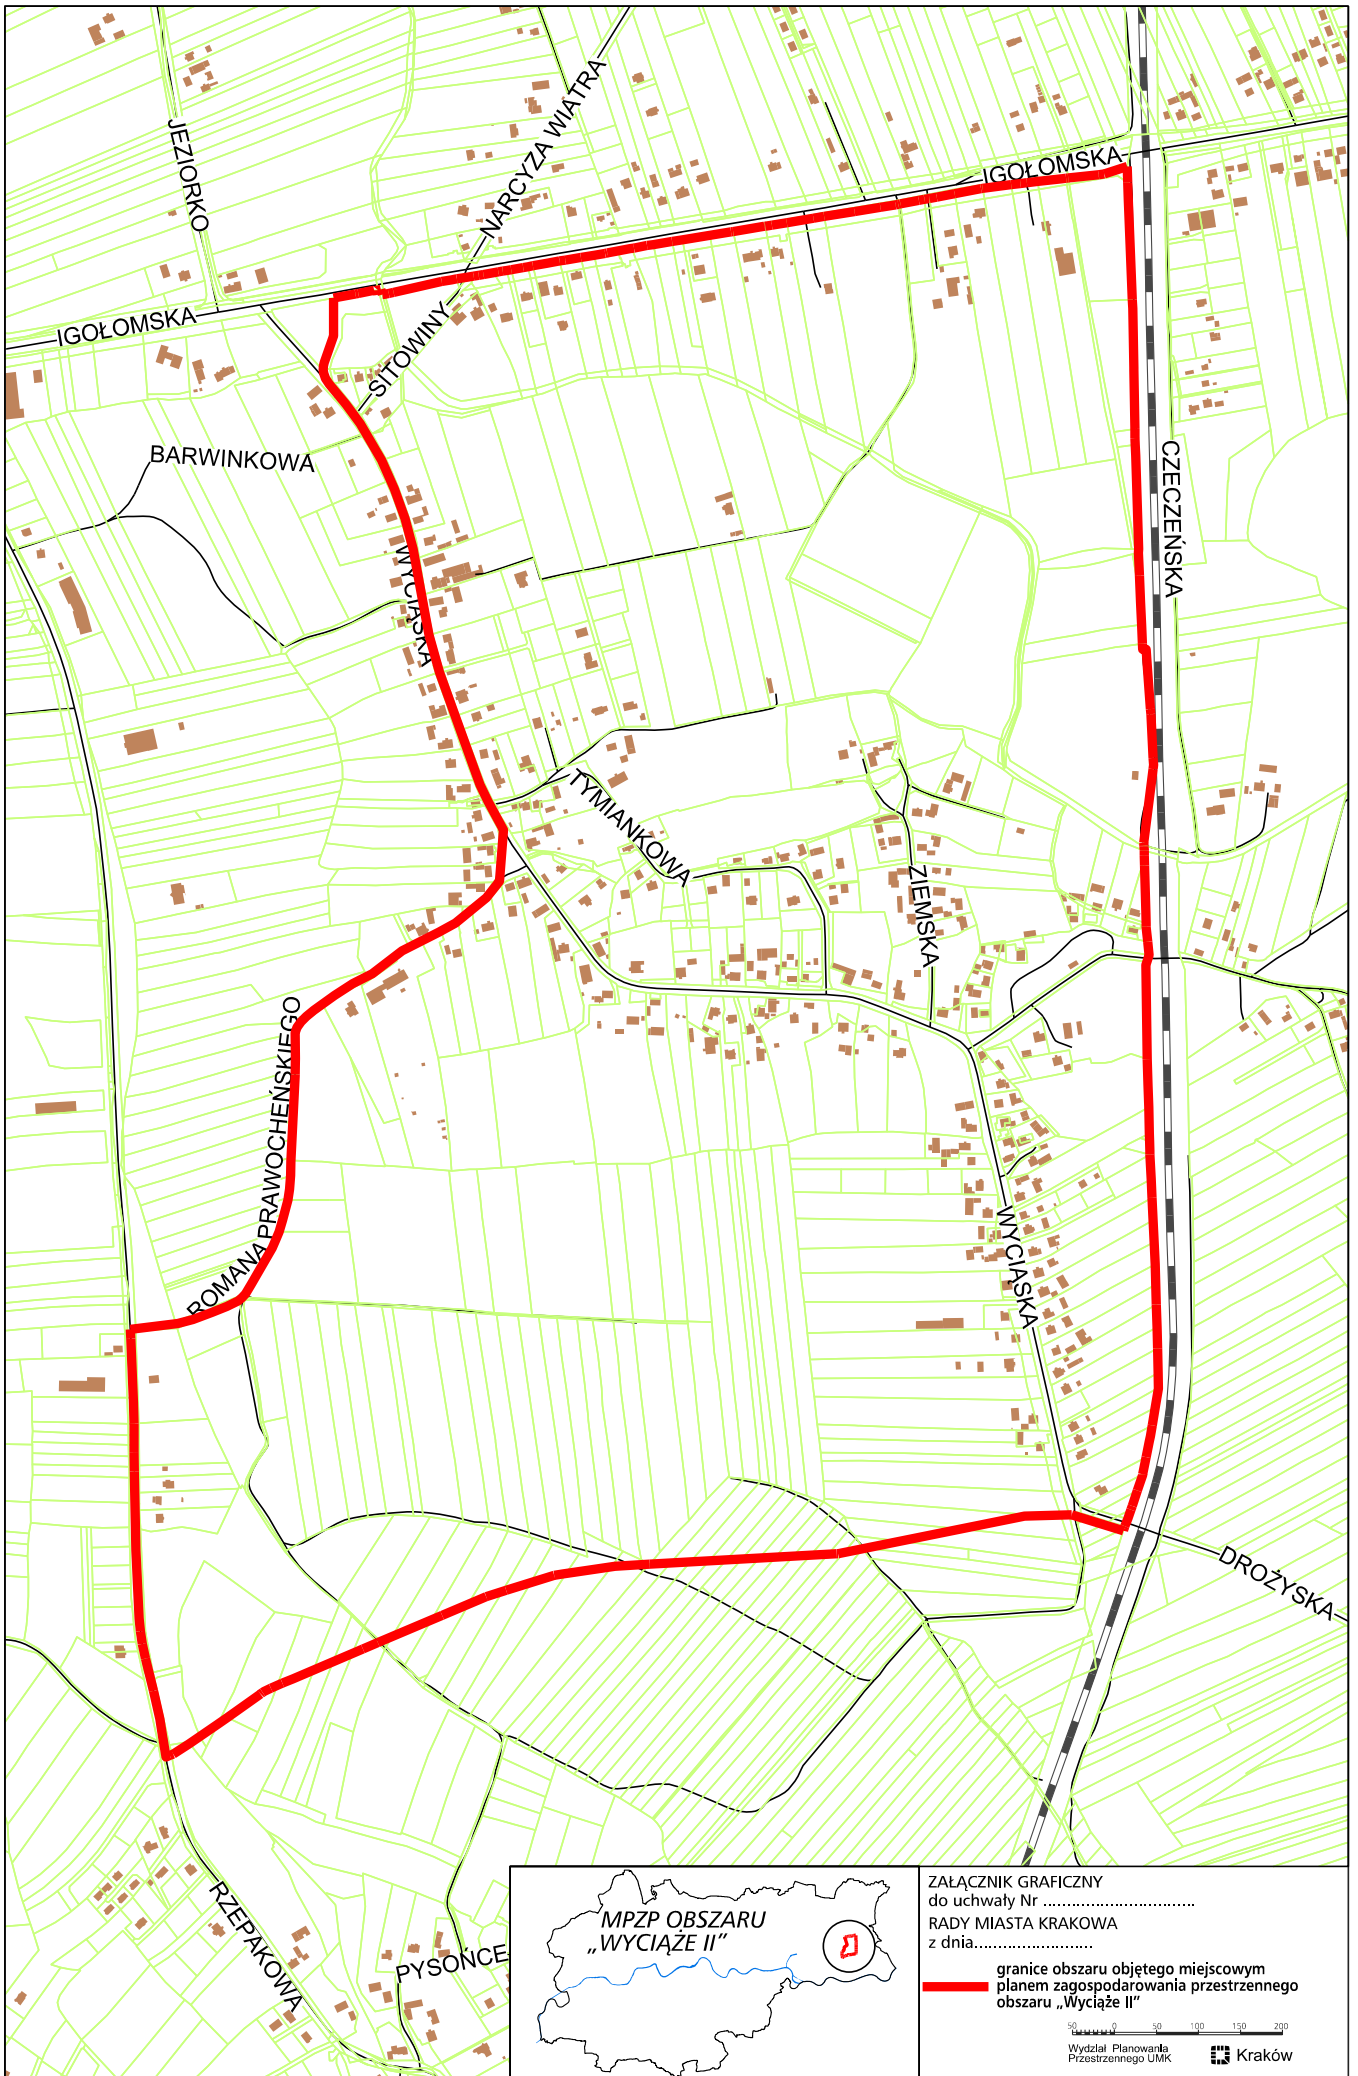 JEZIORKO
NARCYZA WIATRA
IGOŁOMSKA
IGOŁOMSKA
SITOWINY
BARWINKOWA
CZECZEŃSKA
WYCIĄSKA
TYMIANKOWA
ZIEMSKA
ROMANA PRAWOCHEŃSKIEGO
WYCIĄSKA
DROŻYSKA
RZEPAKOWA
PYSOŃCE
MPZP OBSZARU
„WYCIĄŻE II”
ZAŁĄCZNIK GRAFICZNY
do uchwały Nr ................................
RADY MIASTA KRAKOWA
z dnia.........................
granice obszaru objętego miejscowym
planem zagospodarowania przestrzennego
obszaru „Wyciąże II”
50 0 50 100 150 200
Wydział Planowania
Przestrzennego UMK
Kraków